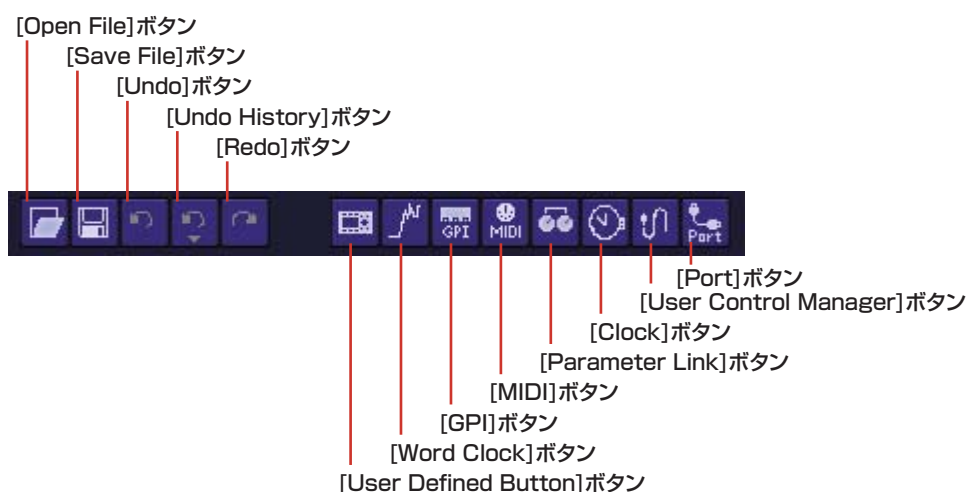 [Open File]ボタン
[Save File]ボタン
[Undo]ボタン
[Undo History]ボタン
[Redo]ボタン
GPI
MIDI
Port
[Port]ボタン
[User Control Manager]ボタン
[Clock]ボタン
[Parameter Link]ボタン
[MIDI]ボタン
[GPI]ボタン
[Word Clock]ボタン
[User Defined Button]ボタン